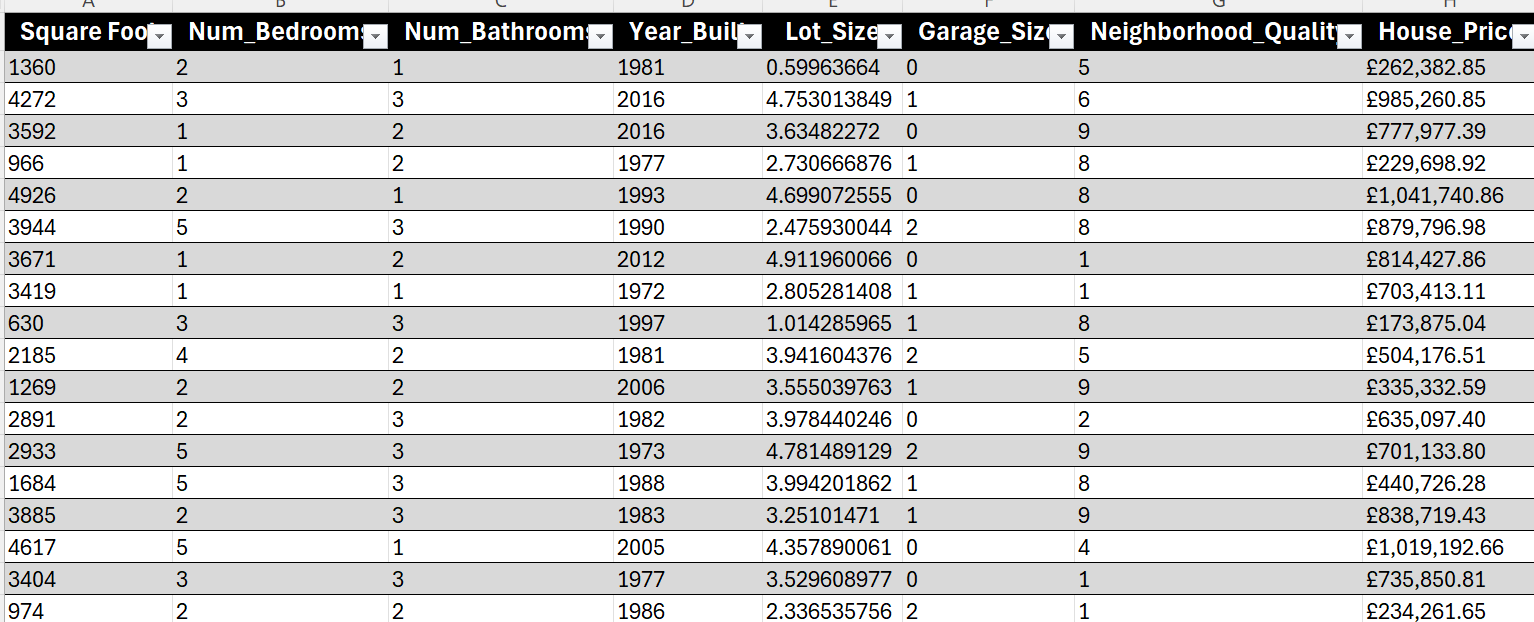 A B C D E F G H
Square Foo Num_Bedrooms Num_Bathrooms Year_Buil Lot_Size Garage_Size Neighborhood_Quality House_Pric
1360 2 1 1981 0.59963664 0 5 £262,382.85
4272 3 3 2016 4.753013849 1 6 £985,260.85
3592 1 2 2016 3.63482272 0 9 £777,977.39
966 1 2 1977 2.730666876 1 8 £229,698.92
4926 2 1 1993 4.699072555 0 8 £1,041,740.86
3944 5 3 1990 2.475930044 2 8 £879,796.98
3671 1 2 2012 4.911960066 0 1 £814,427.86
3419 1 1 1972 2.805281408 1 1 £703,413.11
630 3 3 1997 1.014285965 1 8 £173,875.04
2185 4 2 1981 3.941604376 2 5 £504,176.51
1269 2 2 2006 3.555039763 1 9 £335,332.59
2891 2 3 1982 3.978440246 0 2 £635,097.40
2933 5 3 1973 4.781489129 2 9 £701,133.80
1684 5 3 1988 3.994201862 1 8 £440,726.28
3885 2 3 1983 3.25101471 1 9 £838,719.43
4617 5 1 2005 4.357890061 0 4 £1,019,192.66
3404 3 3 1977 3.529608977 0 1 £735,850.81
974 2 2 1986 2.336535756 2 1 £234,261.65